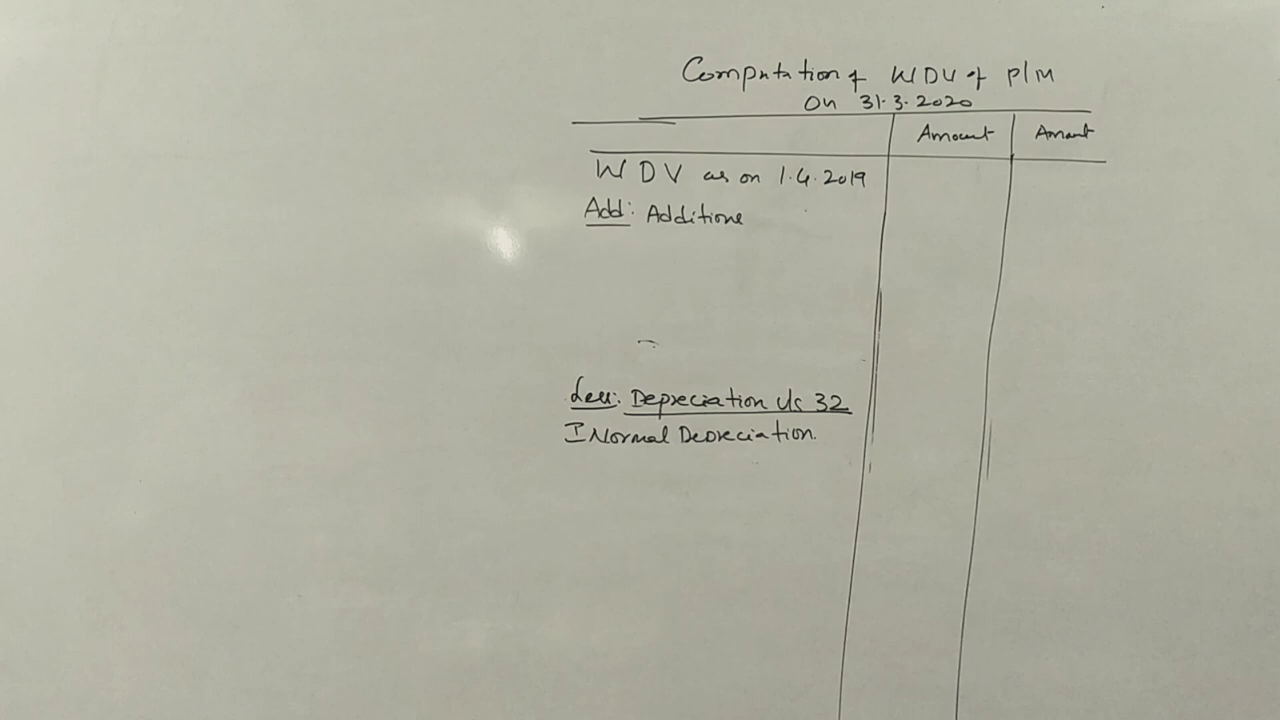 Computation of WDV of P/M
On 31.3.2020
Amount Amount
WDV as on 1.4.2019
Add: Additions
Less: Depreciation U/s 32
I Normal Depreciation.